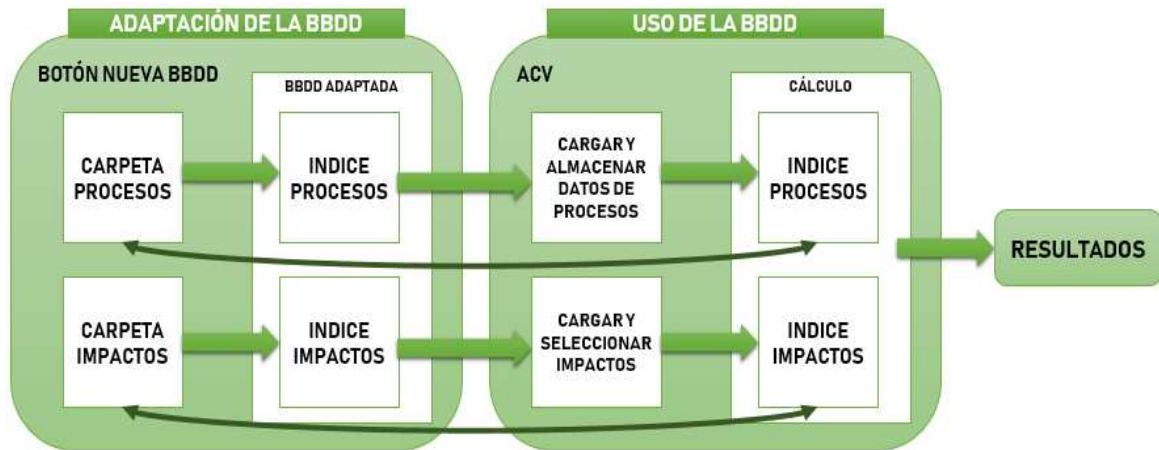 ADAPTACIÓN DE LA BBDD
USO DE LA BBDD
BOTÓN NUEVA BBDD
BBDD ADAPTADA
CARPETA
PROCESOS
INDICE
PROCESOS
CARPETA
IMPACTOS
INDICE
IMPACTOS
ACV
CÁLCULO
CARGAR Y
ALMACENAR
DATOS DE
PROCESOS
INDICE
PROCESOS
CARGAR Y
SELECCIONAR
IMPACTOS
INDICE
IMPACTOS
RESULTADOS